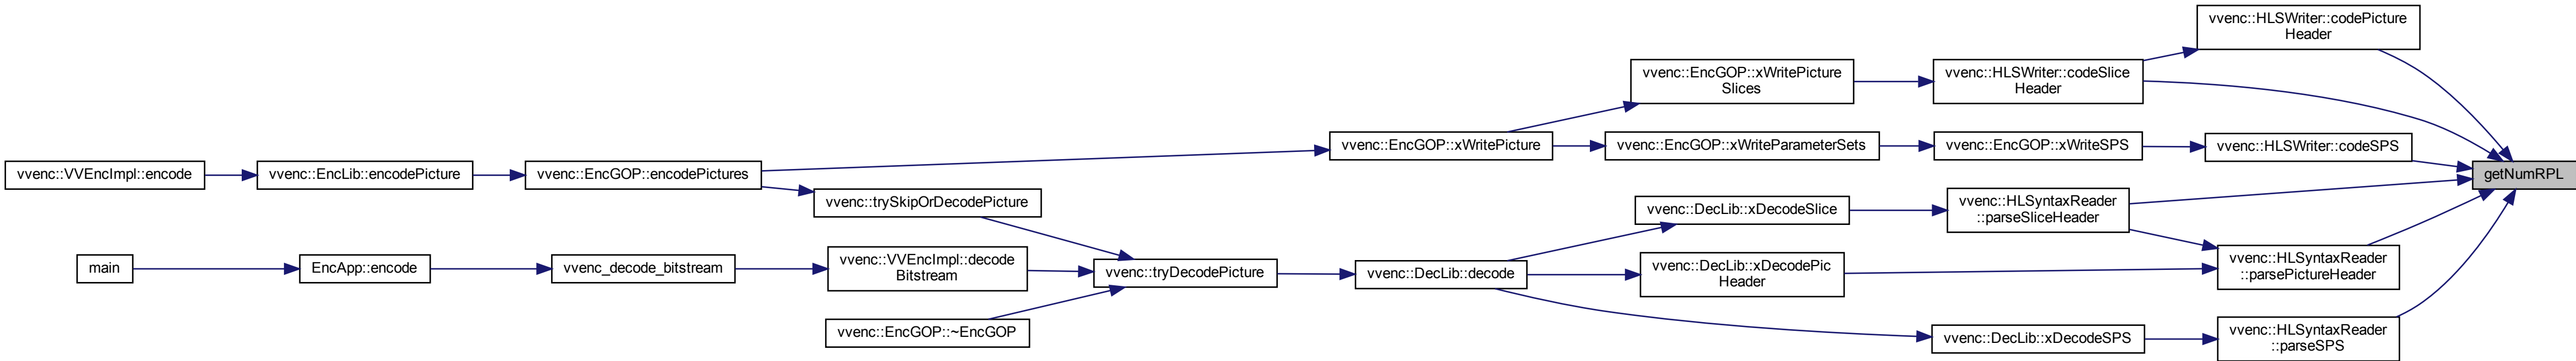 vvenc::HLSWriter::codePicture
Header
vvenc::EncGOP::xWritePicture
Slices
vvenc::HLSWriter::codeSlice
Header
vvenc::EncGOP::xWritePicture
vvenc::EncGOP::xWriteParameterSets
vvenc::EncGOP::xWriteSPS
vvenc::HLSWriter::codeSPS
vvenc::VVEncImpl::encode
vvenc::EncLib::encodePicture
vvenc::EncGOP::encodePictures
getNumRPL
vvenc::trySkipOrDecodePicture
vvenc::DecLib::xDecodeSlice
vvenc::HLSyntaxReader
::parseSliceHeader
main
EncApp::encode
vvenc_decode_bitstream
vvenc::VVEncImpl::decode
Bitstream
vvenc::tryDecodePicture
vvenc::DecLib::decode
vvenc::DecLib::xDecodePic
Header
vvenc::HLSyntaxReader
::parsePictureHeader
vvenc::EncGOP::~EncGOP
vvenc::DecLib::xDecodeSPS
vvenc::HLSyntaxReader
::parseSPS